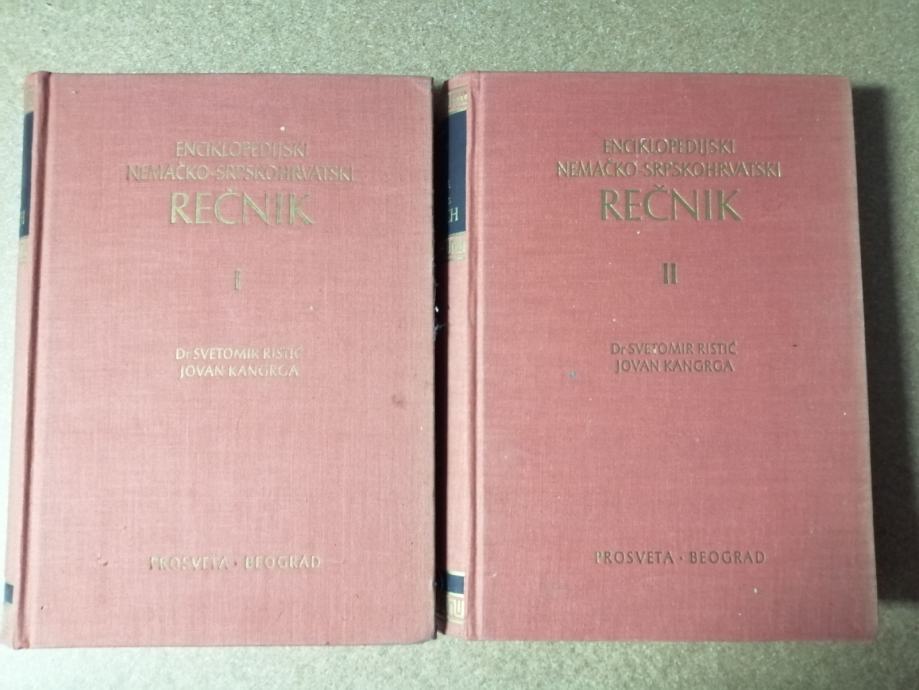 ENCIKLOPEDIJSKI
NEMAČKO-SRPSKOHRVATSKI
REČNIK
I
Dr SVETOMIR RISTIĆ
JOVAN KANGRGA
PROSVETA · BEOGRAD
ENCIKLOPEDIJSKI
NEMAČKO-SRPSKOHRVATSKI
REČNIK
II
Dr SVETOMIR RISTIĆ
JOVAN KANGRGA
PROSVETA · BEOGRAD